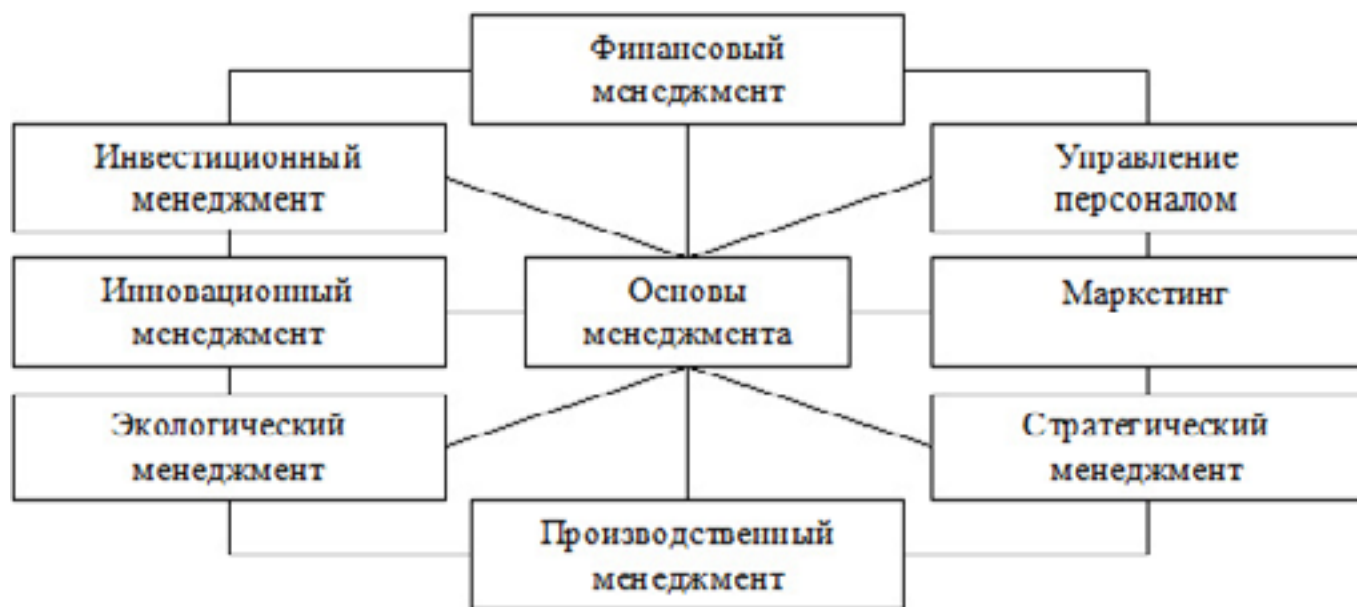 Финансовый
менеджмент
Инвестиционный
менеджмент
Управление
персоналом
Инновационный
менеджмент
Основы
менеджмента
Маркетинг
Экологический
менеджмент
Стратегический
менеджмент
Производственный
менеджмент